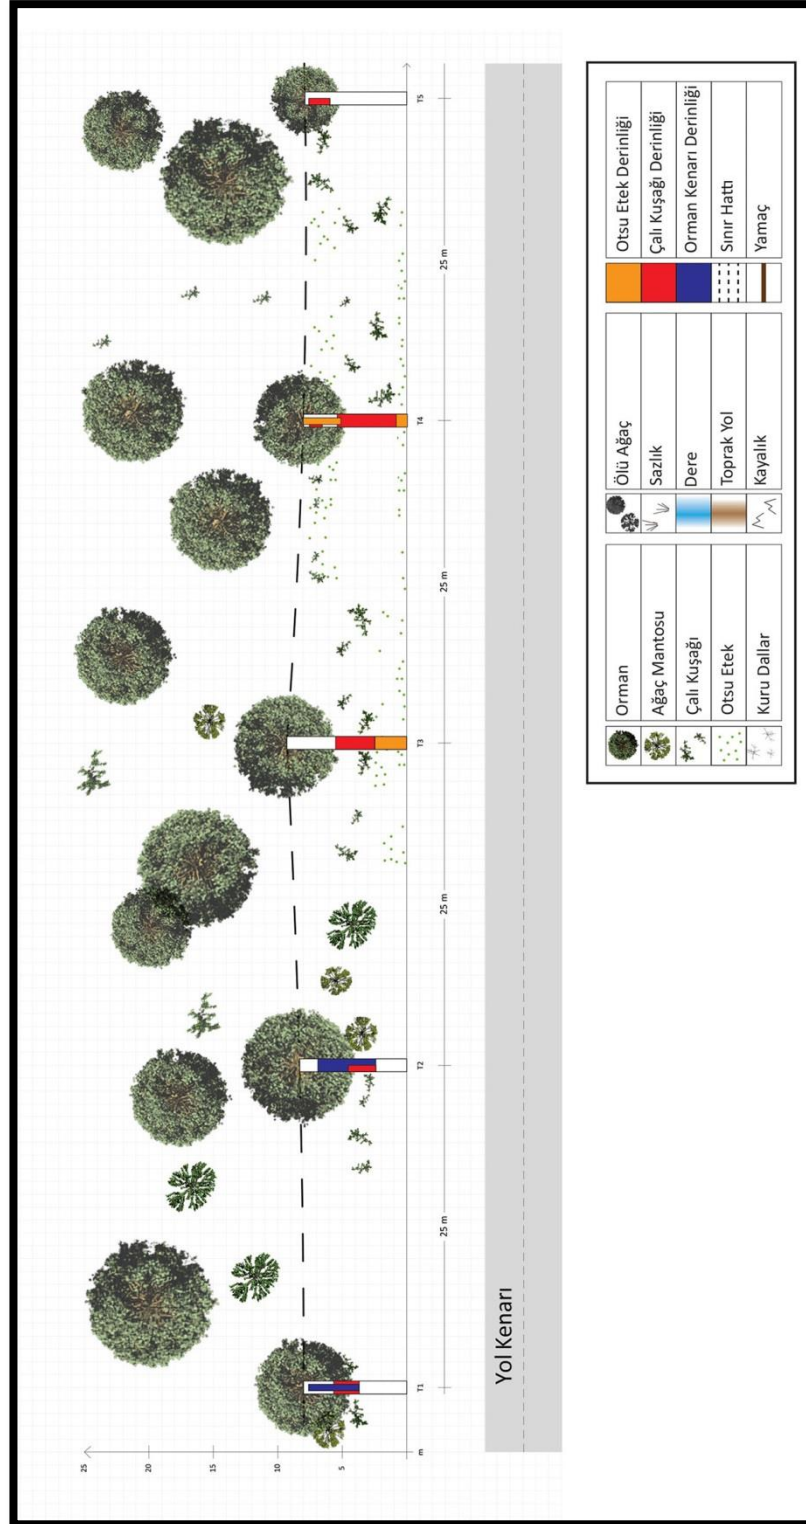 25
20
15
10
5
m
T1
25 m
T2
25 m
T3
25 m
T4
25 m
T5
Yol Kenarı
Orman
Ağaç Mantosu
Çalı Kuşağı
Otsu Etek
Kuru Dallar
Ölü Ağaç
Sazlık
Dere
Toprak Yol
Kayalık
Otsu Etek Derinliği
Çalı Kuşağı Derinliği
Orman Kenarı Derinliği
Sınır Hattı
Yamaç